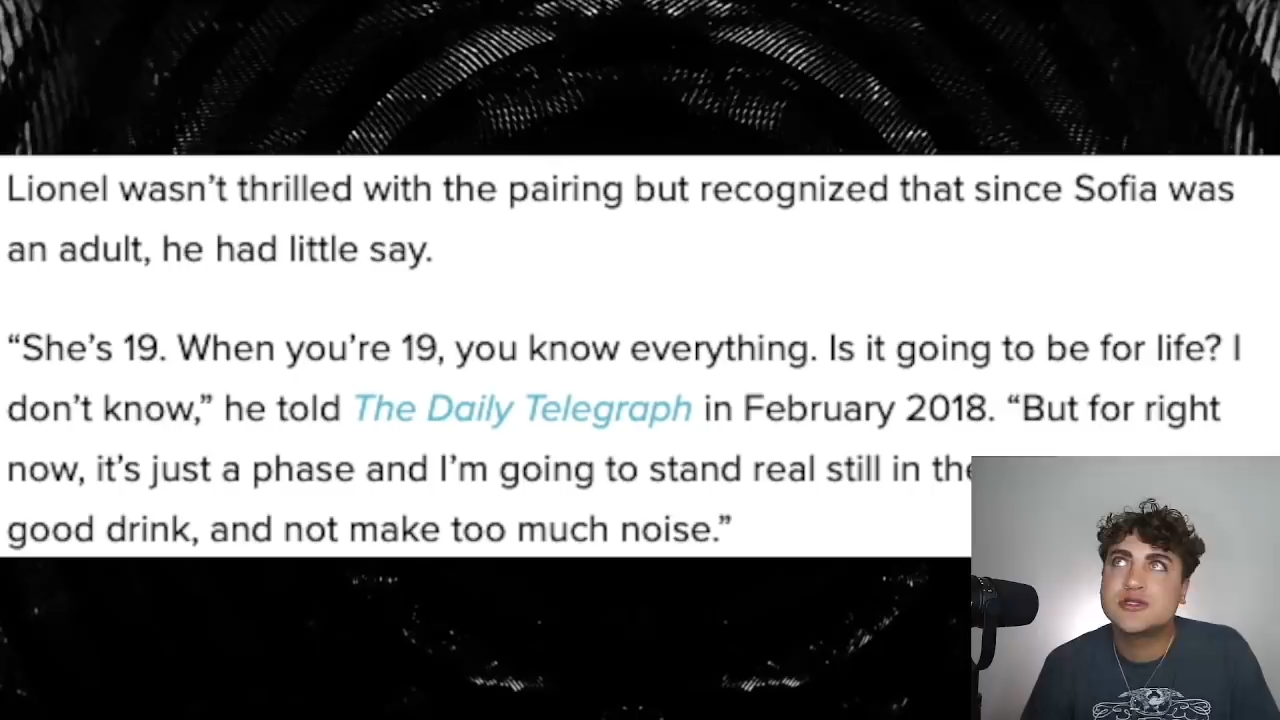 Lionel wasn’t thrilled with the pairing but recognized that since Sofia was
an adult, he had little say.
“She’s 19. When you’re 19, you know everything. Is it going to be for life? I
don’t know,” he told The Daily Telegraph in February 2018. “But for right
now, it’s just a phase and I’m going to stand real still in the
good drink, and not make too much noise.”